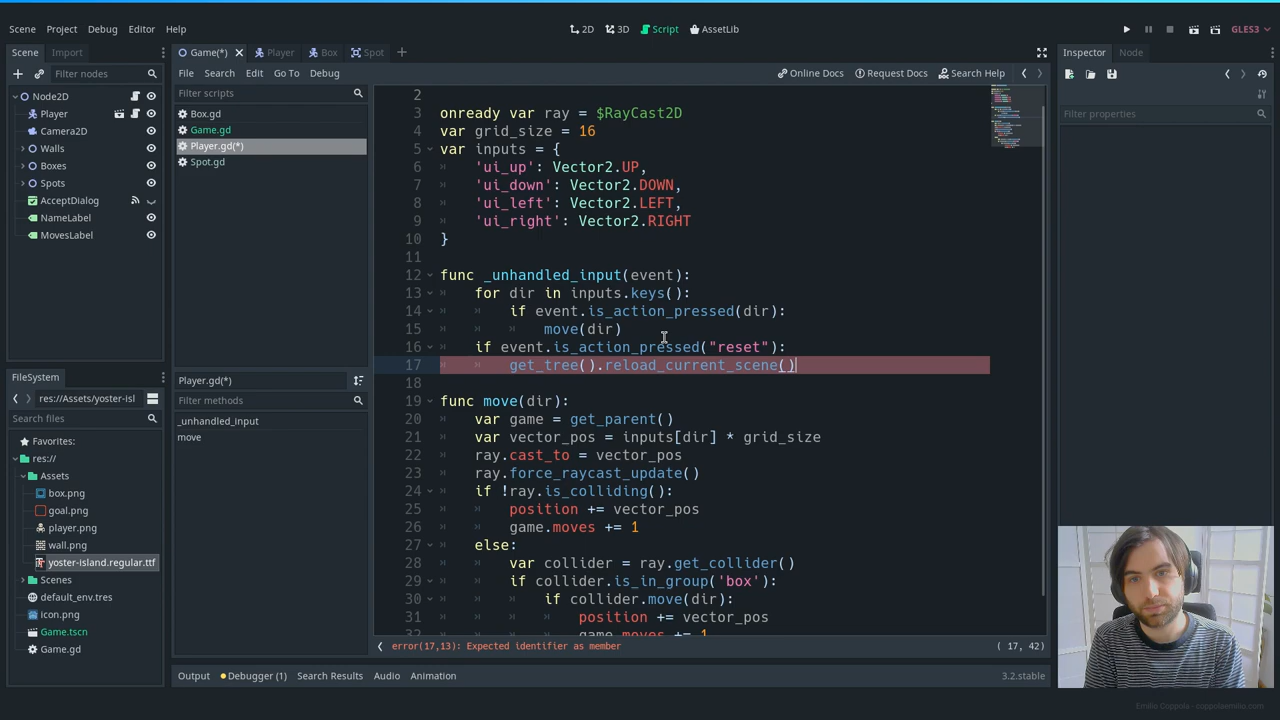 Scene Project Debug Editor Help
2D 3D Script AssetLib
GLES3
Scene Import
Game(*) Player Box Spot
Inspector Node
Filter nodes
File Search Edit Go To Debug
Online Docs Request Docs Search Help
Node2D
Player
Camera2D
Walls
Boxes
Spots
AcceptDialog
NameLabel
MovesLabel
Filter scripts
Box.gd
Game.gd
Player.gd(*)
Spot.gd
Filter properties
2
3 onready var ray = $RayCast2D
4 var grid_size = 16
5 var inputs = {
6 'ui_up': Vector2.UP,
7 'ui_down': Vector2.DOWN,
8 'ui_left': Vector2.LEFT,
9 'ui_right': Vector2.RIGHT
10 }
11
12 func _unhandled_input(event):
13 for dir in inputs.keys():
14 if event.is_action_pressed(dir):
15 move(dir)
16 if event.is_action_pressed("reset"):
17 get_tree().reload_current_scene()
18
19 func move(dir):
20 var game = get_parent()
21 var vector_pos = inputs[dir] * grid_size
22 ray.cast_to = vector_pos
23 ray.force_raycast_update()
24 if !ray.is_colliding():
25 position += vector_pos
26 game.moves += 1
27 else:
28 var collider = ray.get_collider()
29 if collider.is_in_group('box'):
30 if collider.move(dir):
31 position += vector_pos
32 game.moves += 1
FileSystem
res://Assets/yoster-isl
Search files
Favorites:
res://
Assets
box.png
goal.png
player.png
wall.png
yoster-island.regular.ttf
Scenes
default_env.tres
Icon.png
Game.tscn
Game.gd
Player.gd(*)
Filter methods
_unhandled_input
move
error(17,13): Expected identifier as member
( 17, 42)
Output Debugger (1) Search Results Audio Animation
3.2.stable
Emilio Coppola - coppolaemilio.com